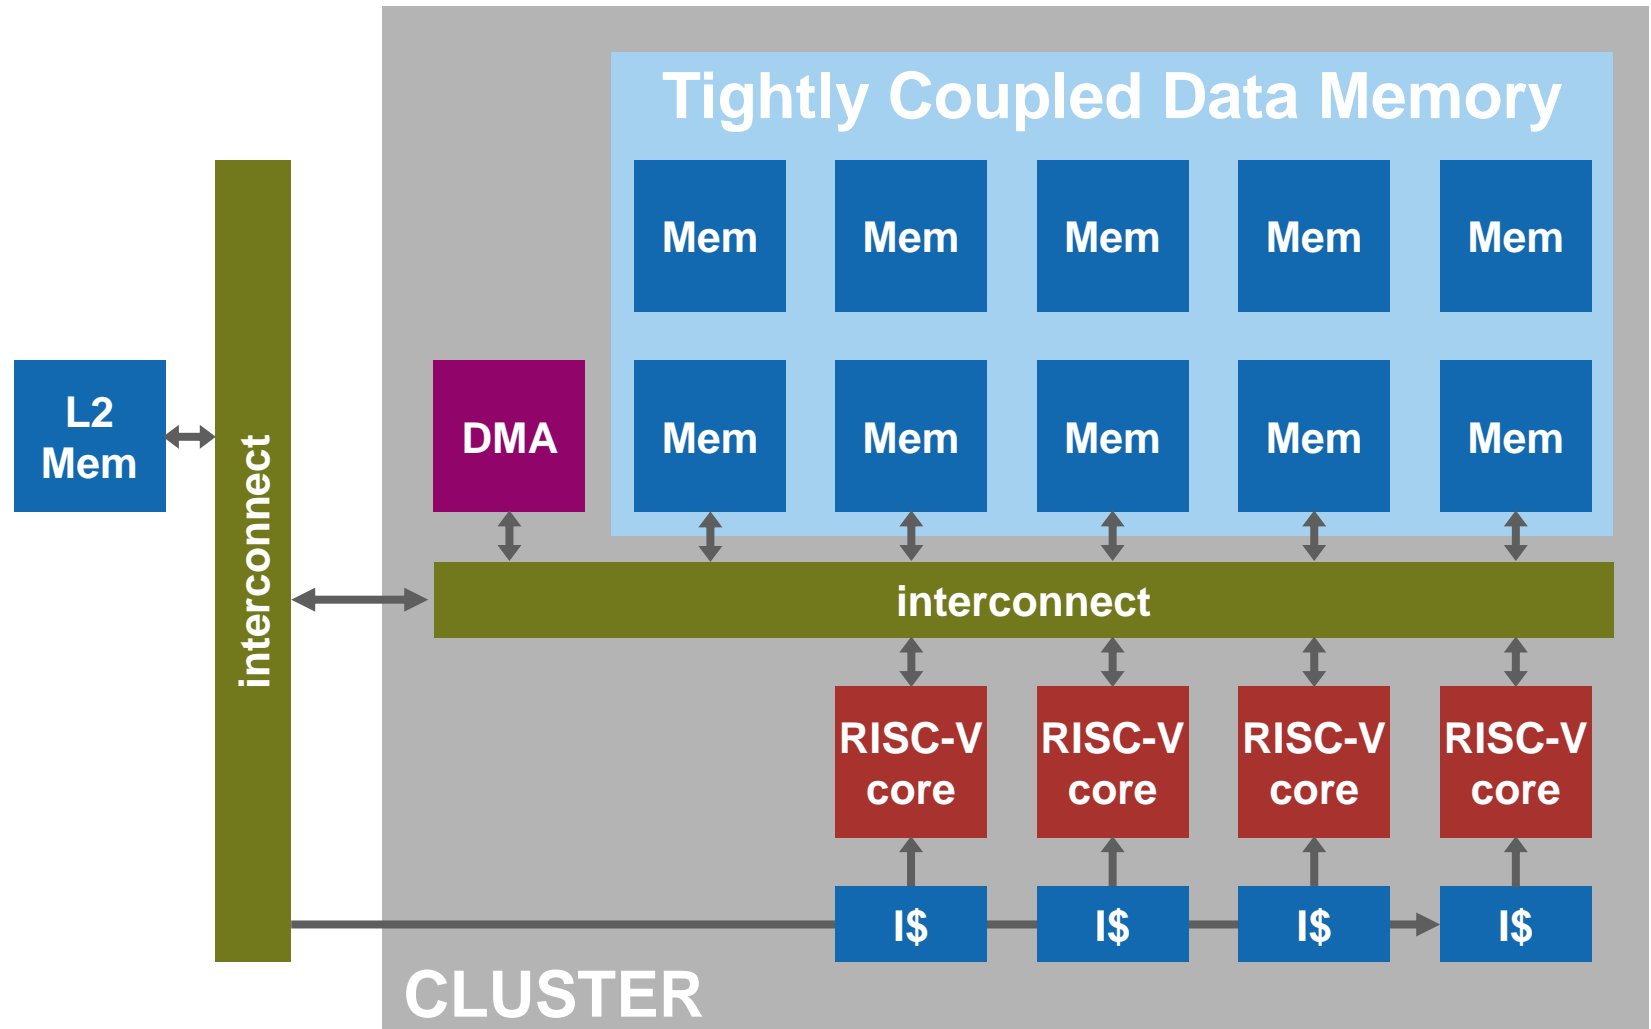 Tightly Coupled Data Memory
Mem
Mem
Mem
Mem
Mem
L2
Mem
interconnect
DMA
Mem
Mem
Mem
Mem
Mem
interconnect
RISC-V
core
RISC-V
core
RISC-V
core
RISC-V
core
I$
I$
I$
I$
CLUSTER